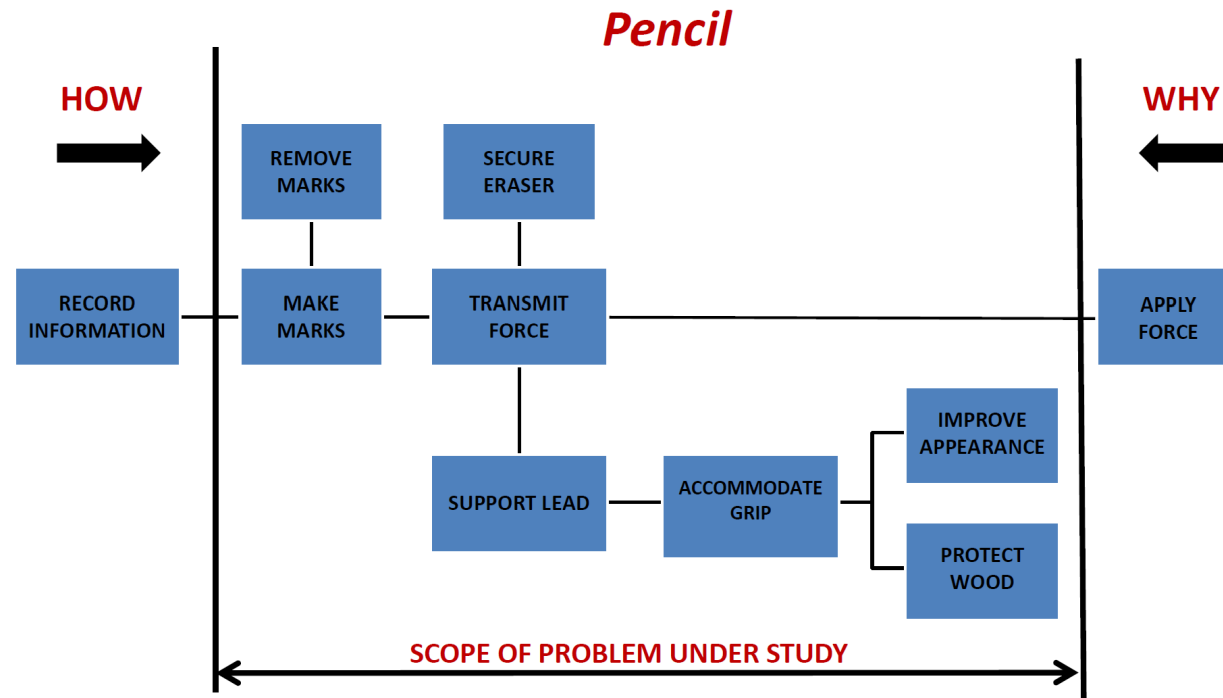 Pencil
HOW
WHY
REMOVE
MARKS
SECURE
ERASER
RECORD
INFORMATION
MAKE
MARKS
TRANSMIT
FORCE
APPLY
FORCE
IMPROVE
APPEARANCE
SUPPORT LEAD
ACCOMMODATE
GRIP
PROTECT
WOOD
SCOPE OF PROBLEM UNDER STUDY